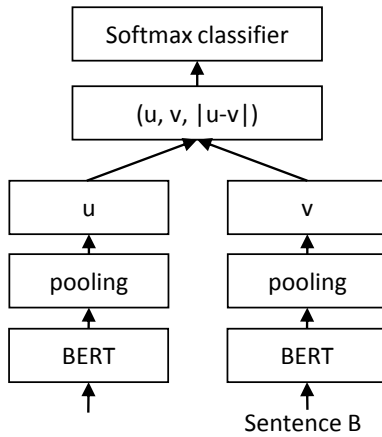 Softmax classifier
(u, v, |u-v|)
u v
pooling pooling
BERT BERT
Sentence B